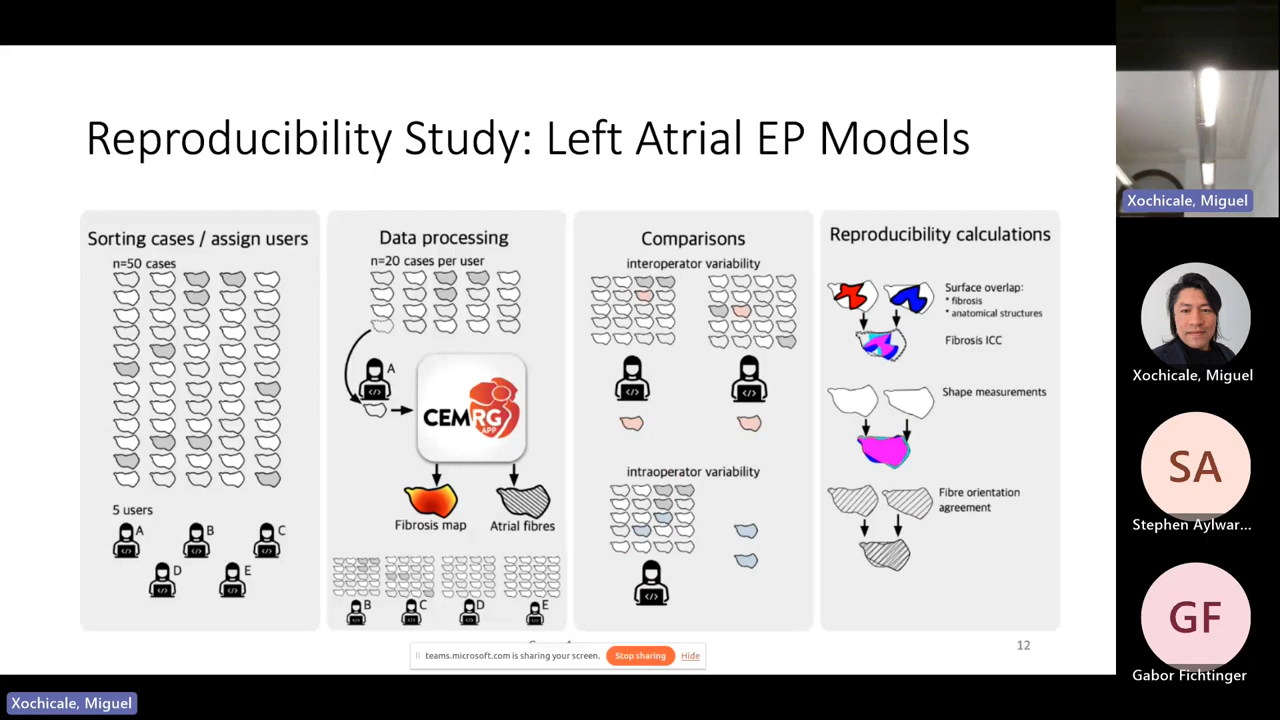 Reproducibility Study: Left Atrial EP Models
Sorting cases / assign users
n=50 cases
5 users
A
B
C
D
E
Data processing
n=20 cases per user
A
CEMRG
APP
Fibrosis map
Atrial fibres
B
C
D
E
Comparisons
interoperator variability
intraoperator variability
Reproducibility calculations
Surface overlap:
* fibrosis
* anatomical structures
Fibrosis ICC
Shape measurements
Fibre orientation
agreement
12
teams.microsoft.com is sharing your screen.
Stop sharing
Hide
Xochicale, Miguel
Xochicale, Miguel
SA
Stephen Aylwar...
GF
Gabor Fichtinger
Xochicale, Miguel